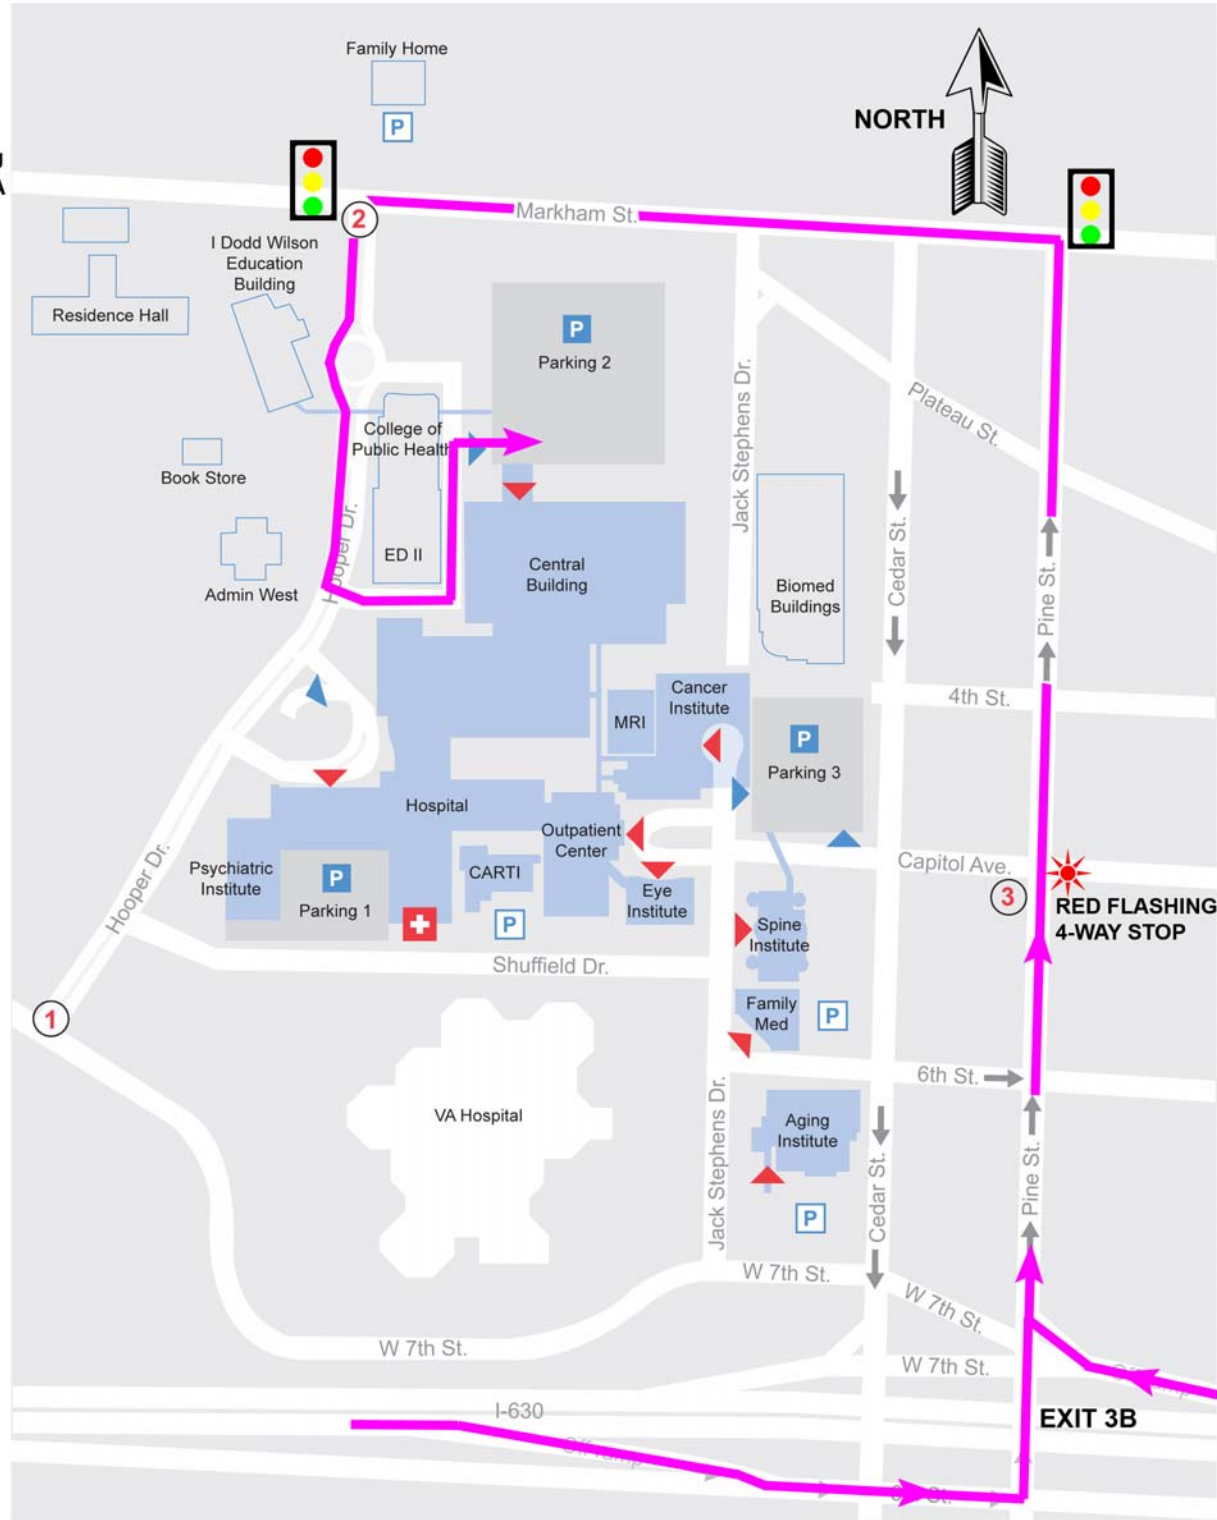 Family Home
P
NORTH
Markham St.
2
I Dodd Wilson
Education
Building
Residence Hall
P
Parking 2
Jack Stephens Dr.
Plateau St.
College of
Public Health
Book Store
Hooper Dr.
ED II
Admin West
Central
Building
Biomed
Buildings
Cedar St.
Pine St.
4th St.
Cancer
Institute
MRI
P
Parking 3
Hospital
Outpatient
Center
Capitol Ave.
Psychiatric
Institute
P
Parking 1
CARTI
P
Eye
Institute
Hooper Dr.
3
RED FLASHING
4-WAY STOP
Spine
Institute
Shuffield Dr.
Family
Med
P
1
6th St.
VA Hospital
Aging
Institute
P
Jack Stephens Dr.
Cedar St.
Pine St.
W 7th St.
W 7th St.
W 7th St.
W 7th St.
I-630
EXIT 3B
St.